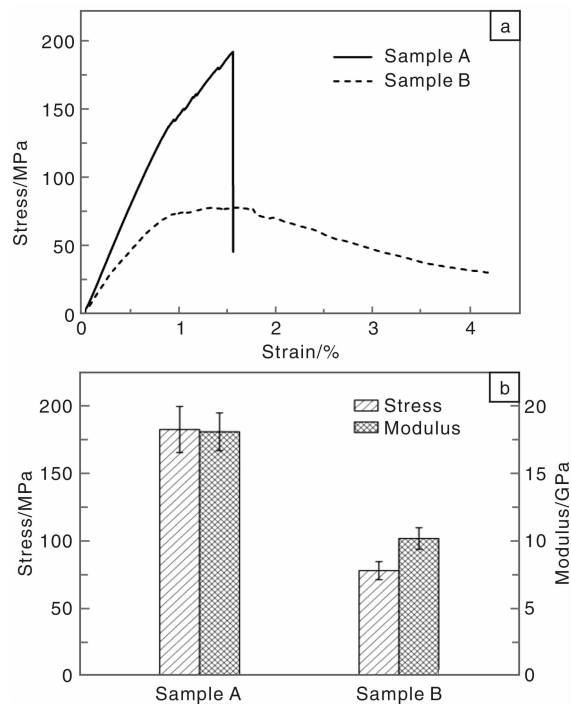 a
200
150
100
50
0
Stress/MPa
Sample A
Sample B
0 1 2 3 4
Strain/%
b
200
150
100
50
0
Stress/MPa
Stress
Modulus
20
15
10
5
0
Modulus/GPa
Sample A Sample B